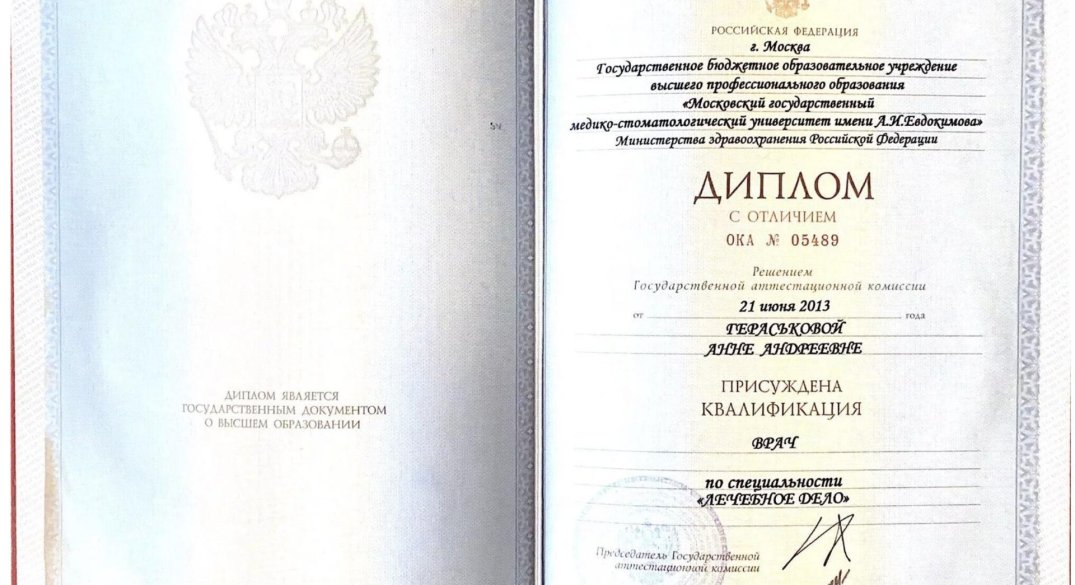 ДИПЛОМ ЯВЛЯЕТСЯ
ГОСУДАРСТВЕННЫМ ДОКУМЕНТОМ
О ВЫСШЕМ ОБРАЗОВАНИИ
РОССИЙСКАЯ ФЕДЕРАЦИЯ
г. Москва
Государственное бюджетное образовательное учреждение
высшего профессионального образования
«Московский государственный
медико-стоматологический университет имени А.И.Евдокимова»
Министерства здравоохранения Российской Федерации
ДИПЛОМ
С ОТЛИЧИЕМ
ОКА № 05489
Решением
Государственной аттестационной комиссии
от 21 июня 2013 года
ГЕРАСЬКОВОЙ
АННЕ АНДРЕЕВНЕ
ПРИСУЖДЕНА
КВАЛИФИКАЦИЯ
ВРАЧ
по специальности
«ЛЕЧЕБНОЕ ДЕЛО»
Председатель Государственной
аттестационной комиссии